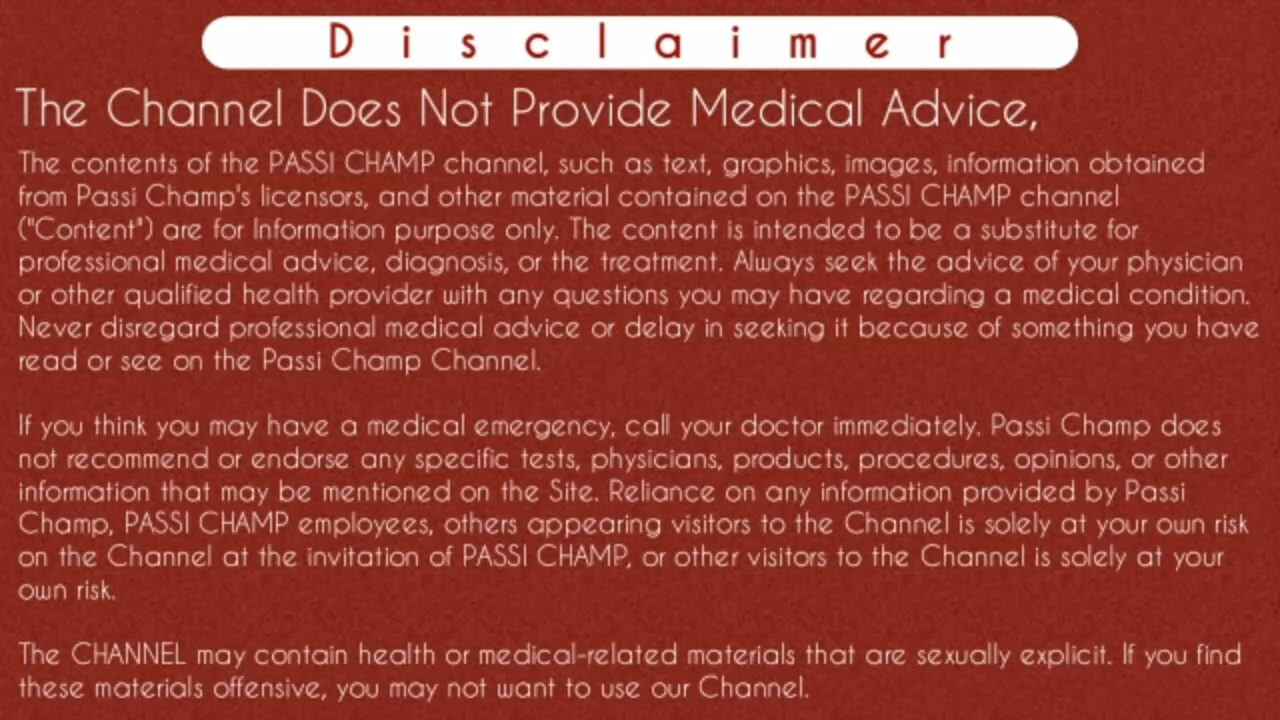 Disclaimer
The Channel Does Not Provide Medical Advice,
The contents of the PASSI CHAMP channel, such as text, graphics, images, information obtained
from Passi Champ's licensors, and other material contained on the PASSI CHAMP channel
("Content") are for Information purpose only. The content is intended to be a substitute for
professional medical advice, diagnosis, or the treatment. Always seek the advice of your physician
or other qualified health provider with any questions you may have regarding a medical condition.
Never disregard professional medical advice or delay in seeking it because of something you have
read or see on the Passi Champ Channel.
If you think you may have a medical emergency, call your doctor immediately. Passi Champ does
not recommend or endorse any specific tests, physicians, products, procedures, opinions, or other
information that may be mentioned on the Site. Reliance on any information provided by Passi
Champ, PASSI CHAMP employees, others appearing visitors to the Channel is solely at your own risk
on the Channel at the invitation of PASSI CHAMP, or other visitors to the Channel is solely at your
own risk.
The CHANNEL may contain health or medical-related materials that are sexually explicit. If you find
these materials offensive, you may not want to use our Channel.